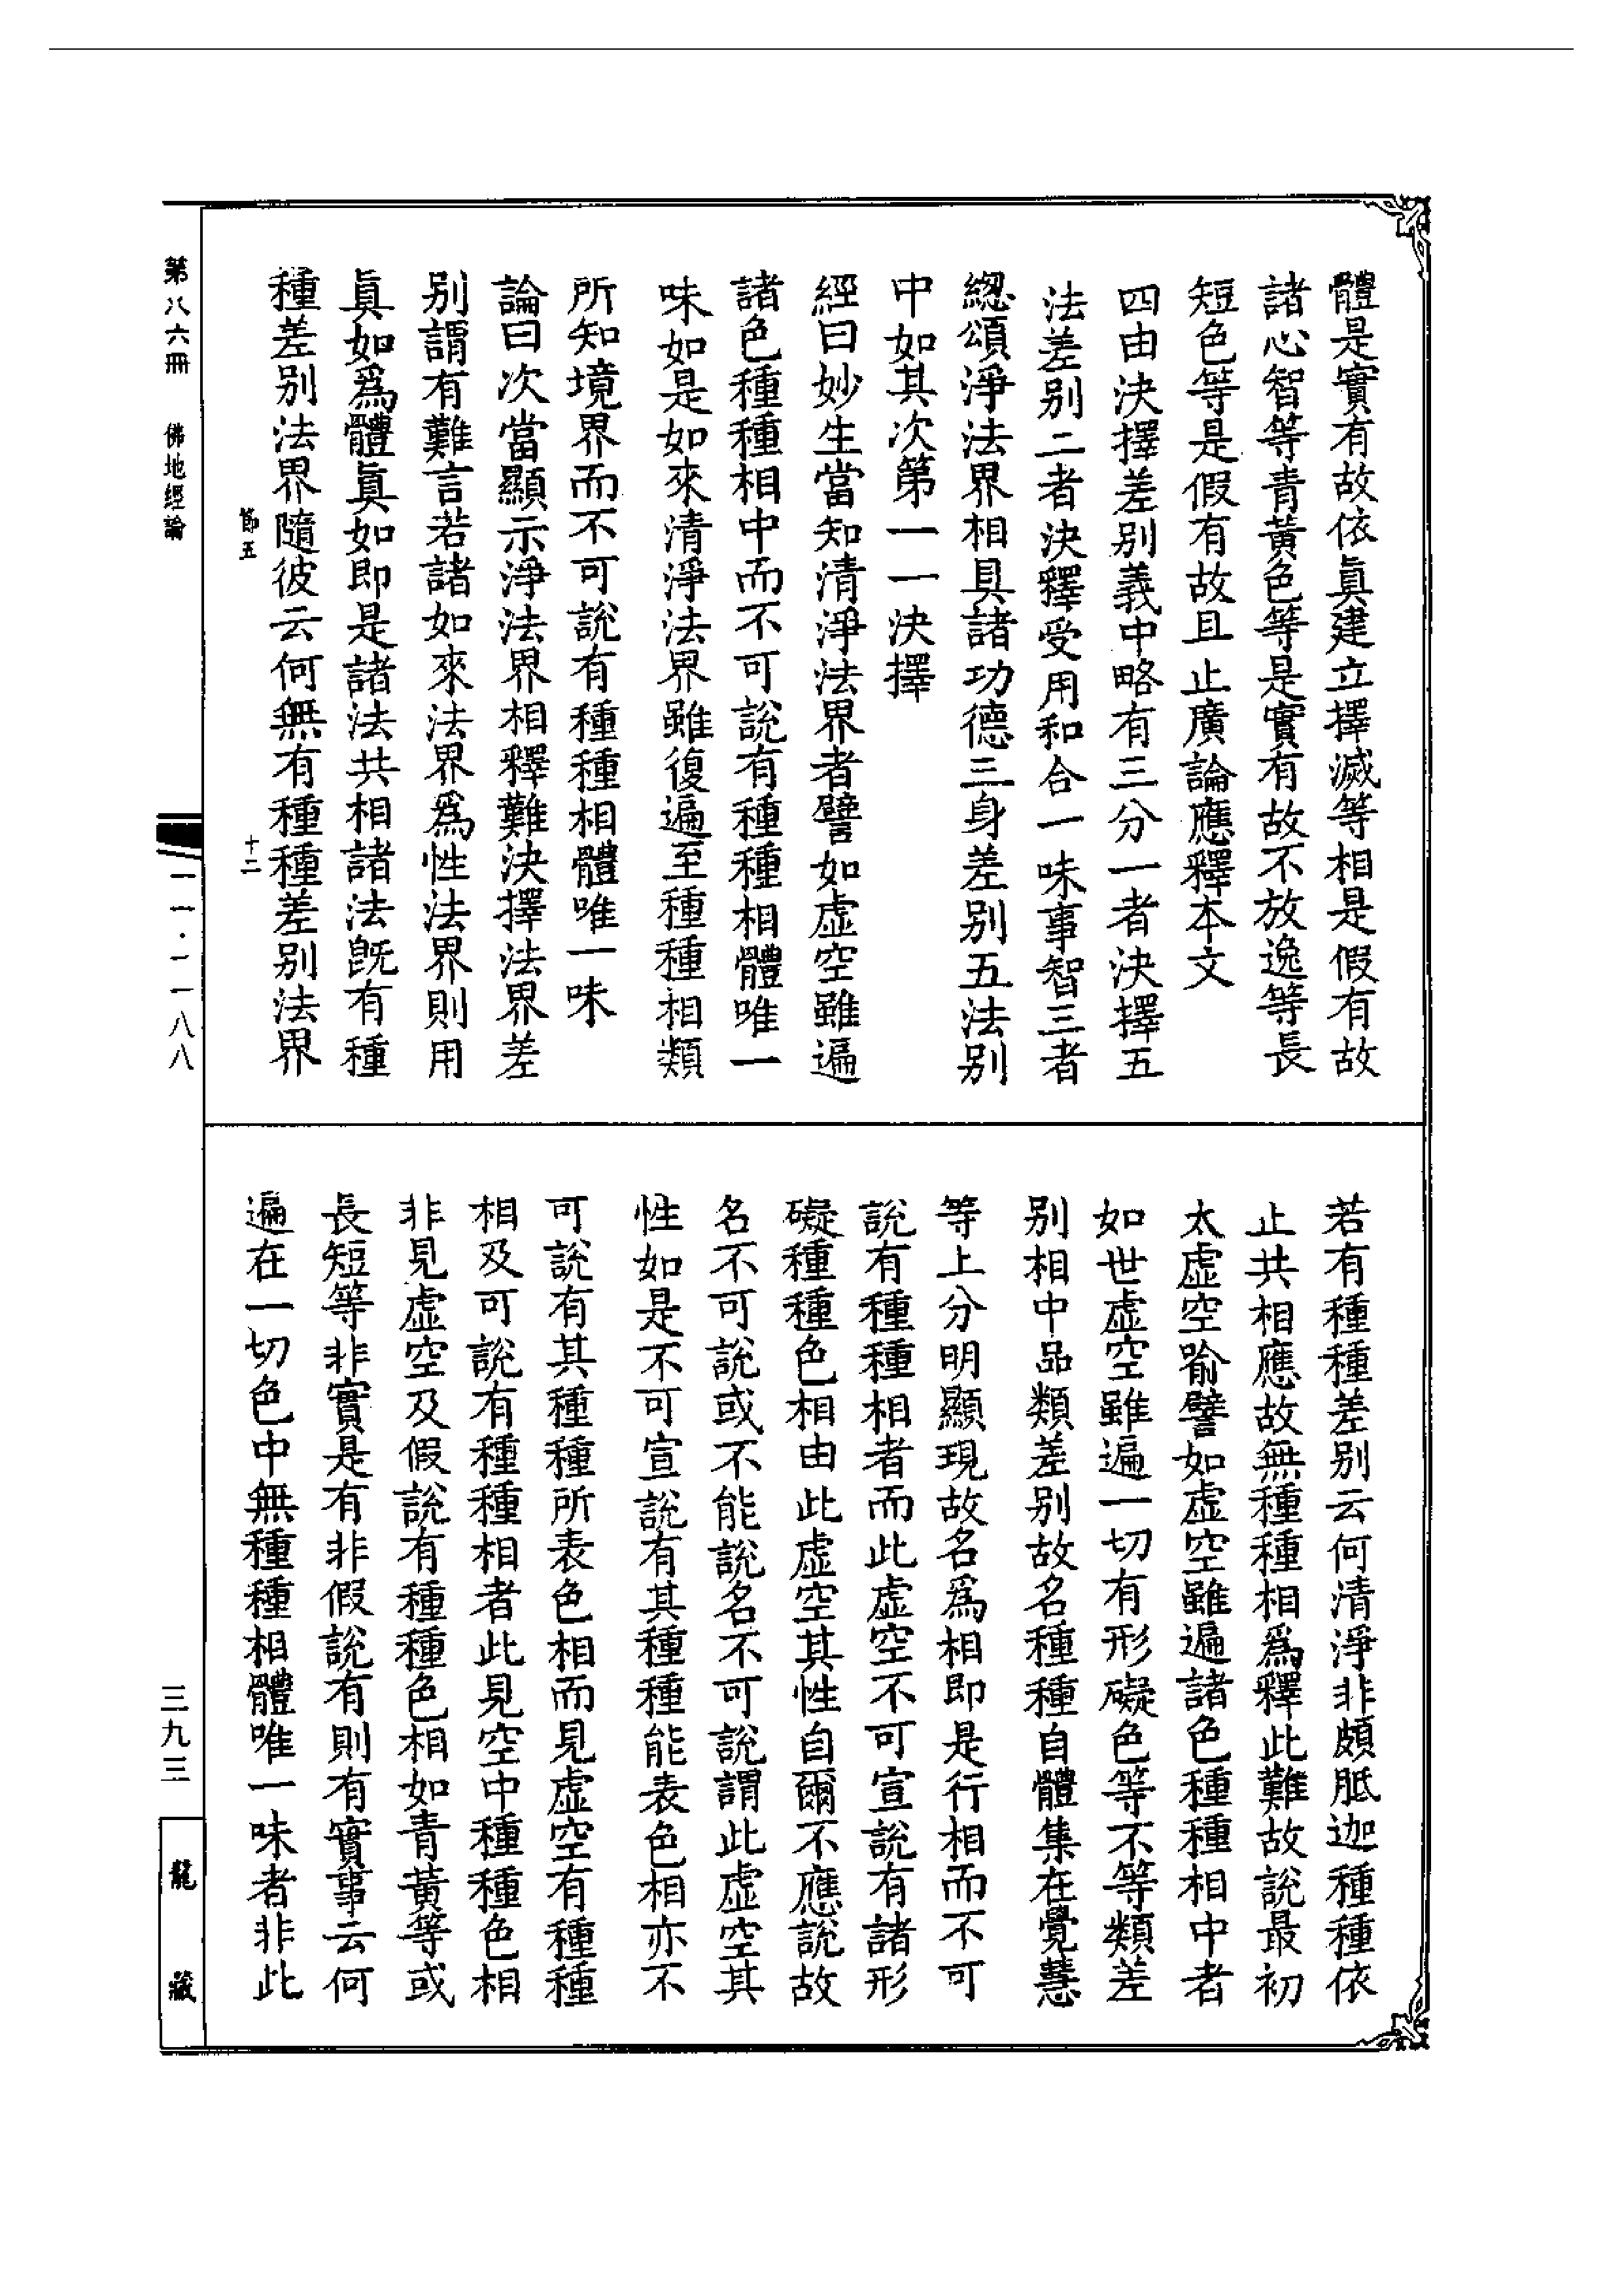 體是實有故依眞建立擇滅等相是假有故
諸心智等青黃色等是實有故不放逸等長
短色等是假有故且止廣論應釋本文
四由決擇差別義中略有三分一者決擇五
法差別二者決釋受用和合一味事智三者
緫頌淨法界相具諸功德三身差別五法別
中如其次第一一決擇
經曰妙生當知清淨法界者譬如虛空雖遍
諸色種種相中而不可說有種種相體唯一
味如是如來清淨法界雖復遍至種種相類
所知境界而不可說有種種相體唯一味
論曰次當顯示淨法界相釋難決擇法界差
別謂有難言若諸如來法界爲性法界則用
眞如爲體眞如即是諸法共相諸法旣有種
種差別法界隨彼云何無有種種差別法界
節五
十二
若有種種差別云何清淨非頗胝迦種種依
止共相應故無種種相爲釋此難故說最初
太虛空喻譬如虛空雖遍諸色種種相中者
如世虛空雖遍一切有形礙色等不等類差
別相中品類差別故名種種自體集在覺慧
等上分明顯現故名爲相即是行相而不可
說有種種相者而此虛空不可宣說有諸形
礙種種色相由此虛空其性自爾不應說故
名不可說或不能說名不可說謂此虛空其
性如是不可宣說有其種種能表色相亦不
可說有其種種所表色相而見虛空有種種
相及可說有種種相者此見空中種種色相
非見虛空及假說有種種色相如青黃等或
長短等非實是有非假說有則有實事云何
遍在一切色中無種種相體唯一味者非此
第八六冊
佛地經論
一一·一一八八
三九三
龍藏